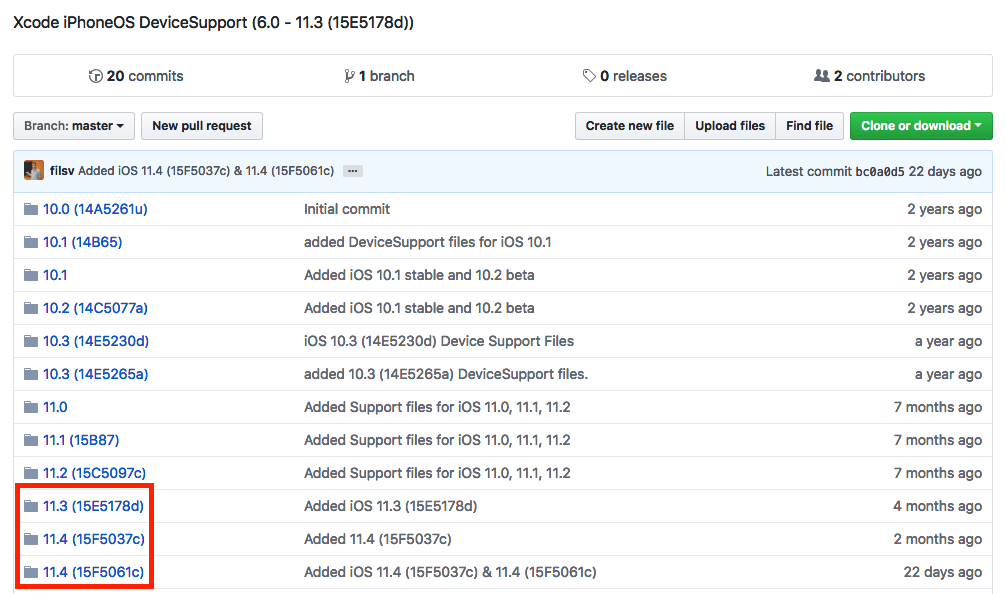 Xcode iPhoneOS DeviceSupport (6.0 - 11.3 (15E5178d))
20 commits 1 branch 0 releases 2 contributors
Branch: master New pull request Create new file Upload files Find file Clone or download
filsv Added iOS 11.4 (15F5037c) & 11.4 (15F5061c) ... Latest commit bc0a0d5 22 days ago
10.0 (14A5261u) Initial commit 2 years ago
10.1 (14B65) added DeviceSupport files for iOS 10.1 2 years ago
10.1 Added iOS 10.1 stable and 10.2 beta 2 years ago
10.2 (14C5077a) Added iOS 10.1 stable and 10.2 beta 2 years ago
10.3 (14E5230d) iOS 10.3 (14E5230d) Device Support Files a year ago
10.3 (14E5265a) added 10.3 (14E5265a) DeviceSupport files. a year ago
11.0 Added Support files for iOS 11.0, 11.1, 11.2 7 months ago
11.1 (15B87) Added Support files for iOS 11.0, 11.1, 11.2 7 months ago
11.2 (15C5097c) Added Support files for iOS 11.0, 11.1, 11.2 7 months ago
11.3 (15E5178d) Added iOS 11.3 (15E5178d) 4 months ago
11.4 (15F5037c) Added 11.4 (15F5037c) 2 months ago
11.4 (15F5061c) Added iOS 11.4 (15F5037c) & 11.4 (15F5061c) 22 days ago